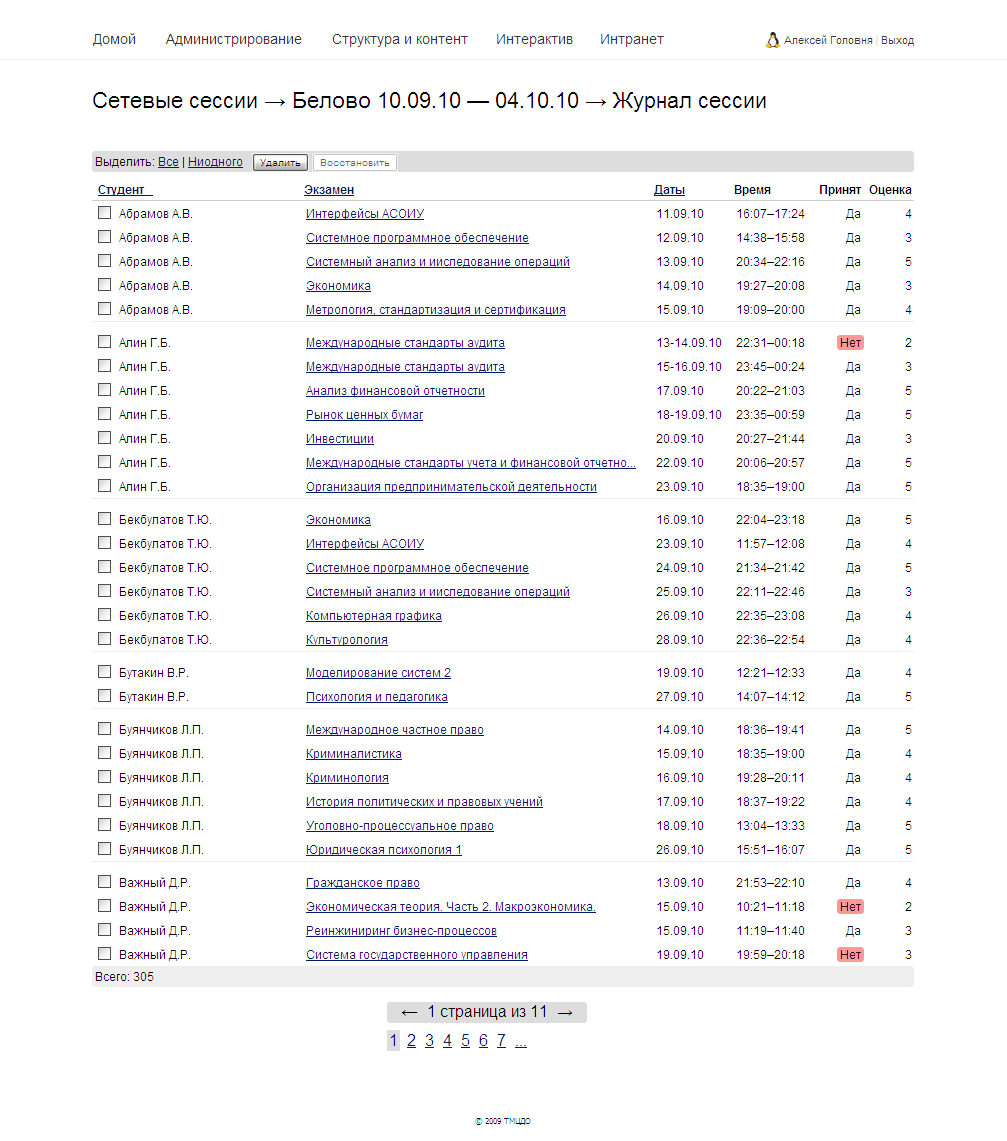 Домой Администрирование Структура и контент Интерактив Интранет Алексей Головня | Выход
Сетевые сессии → Белово 10.09.10 — 04.10.10 → Журнал сессии
Выделить: Все | Ниодного Удалить Восстановить
Студент Экзамен Даты Время Принят Оценка
Абрамов А.В. Интерфейсы АСОИУ 11.09.10 16:07–17:24 Да 4
Абрамов А.В. Системное программное обеспечение 12.09.10 14:38–15:58 Да 3
Абрамов А.В. Системный анализ и ииследование операций 13.09.10 20:34–22:16 Да 5
Абрамов А.В. Экономика 14.09.10 19:27–20:08 Да 3
Абрамов А.В. Метрология, стандартизация и сертификация 15.09.10 19:09–20:00 Да 4
Алин Г.Б. Международные стандарты аудита 13-14.09.10 22:31–00:18 Нет 2
Алин Г.Б. Международные стандарты аудита 15-16.09.10 23:45–00:24 Да 3
Алин Г.Б. Анализ финансовой отчетности 17.09.10 20:22–21:03 Да 5
Алин Г.Б. Рынок ценных бумаг 18-19.09.10 23:35–00:59 Да 5
Алин Г.Б. Инвестиции 20.09.10 20:27–21:44 Да 3
Алин Г.Б. Международные стандарты учета и финансовой отчетно... 22.09.10 20:06–20:57 Да 5
Алин Г.Б. Организация предпринимательской деятельности 23.09.10 18:35–19:00 Да 5
Бекбулатов Т.Ю. Экономика 16.09.10 22:04–23:18 Да 5
Бекбулатов Т.Ю. Интерфейсы АСОИУ 23.09.10 11:57–12:08 Да 4
Бекбулатов Т.Ю. Системное программное обеспечение 24.09.10 21:34–21:42 Да 5
Бекбулатов Т.Ю. Системный анализ и ииследование операций 25.09.10 22:11–22:46 Да 3
Бекбулатов Т.Ю. Компьютерная графика 26.09.10 22:35–23:08 Да 4
Бекбулатов Т.Ю. Культурология 28.09.10 22:36–22:54 Да 4
Бутакин В.Р. Моделирование систем 2 19.09.10 12:21–12:33 Да 4
Бутакин В.Р. Психология и педагогика 27.09.10 14:07–14:12 Да 5
Буянчиков Л.П. Международное частное право 14.09.10 18:36–19:41 Да 5
Буянчиков Л.П. Криминалистика 15.09.10 18:35–19:00 Да 4
Буянчиков Л.П. Криминология 16.09.10 19:28–20:11 Да 4
Буянчиков Л.П. История политических и правовых учений 17.09.10 18:37–19:22 Да 4
Буянчиков Л.П. Уголовно-процессуальное право 18.09.10 13:04–13:33 Да 5
Буянчиков Л.П. Юридическая психология 1 26.09.10 15:51–16:07 Да 5
Важный Д.Р. Гражданское право 13.09.10 21:53–22:10 Да 4
Важный Д.Р. Экономическая теория. Часть 2. Макроэкономика. 15.09.10 10:21–11:18 Нет 2
Важный Д.Р. Реинжиниринг бизнес-процессов 15.09.10 11:19–11:40 Да 3
Важный Д.Р. Система государственного управления 19.09.10 19:59–20:18 Нет 3
Всего: 305
← 1 страница из 11 →
1 2 3 4 5 6 7 ...
© 2009 ТМЦДО